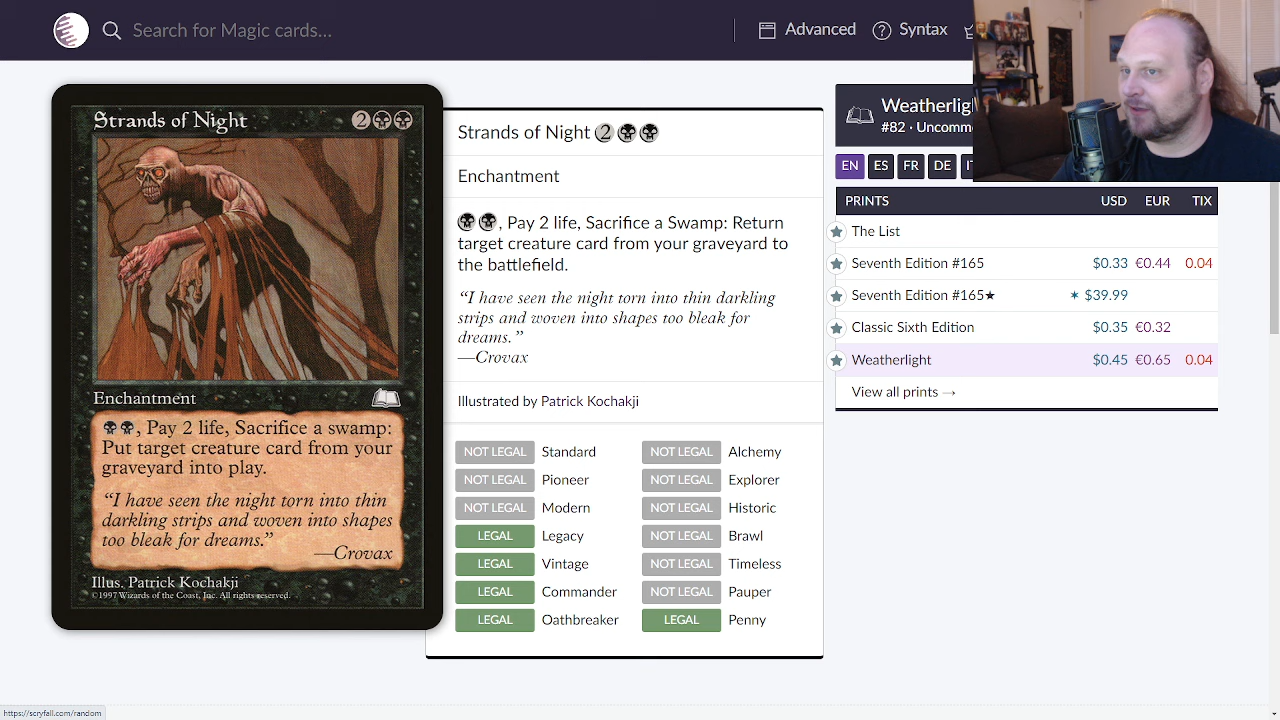 Search for Magic cards...
Advanced
Syntax
Strands of Night 2
Enchantment
, Pay 2 life, Sacrifice a swamp:
Put target creature card from your
graveyard into play.
“I have seen the night torn into thin
darkling strips and woven into shapes
too bleak for dreams.”
—Crovax
Illus. Patrick Kochakji
©1997 Wizards of the Coast, Inc. All rights reserved.
Strands of Night 2
Enchantment
, Pay 2 life, Sacrifice a Swamp: Return
target creature card from your graveyard to
the battlefield.
“I have seen the night torn into thin darkling
strips and woven into shapes too bleak for
dreams.”
—Crovax
Illustrated by Patrick Kochakji
NOT LEGAL Standard NOT LEGAL Alchemy
NOT LEGAL Pioneer NOT LEGAL Explorer
NOT LEGAL Modern NOT LEGAL Historic
LEGAL Legacy NOT LEGAL Brawl
LEGAL Vintage NOT LEGAL Timeless
LEGAL Commander NOT LEGAL Pauper
LEGAL Oathbreaker LEGAL Penny
Weatherlig
#82 · Uncomm
EN ES FR DE
PRINTS USD EUR TIX
The List
Seventh Edition #165 $0.33 €0.44 0.04
Seventh Edition #165★ ✶ $39.99
Classic Sixth Edition $0.35 €0.32
Weatherlight $0.45 €0.65 0.04
View all prints →
https://scryfall.com/random